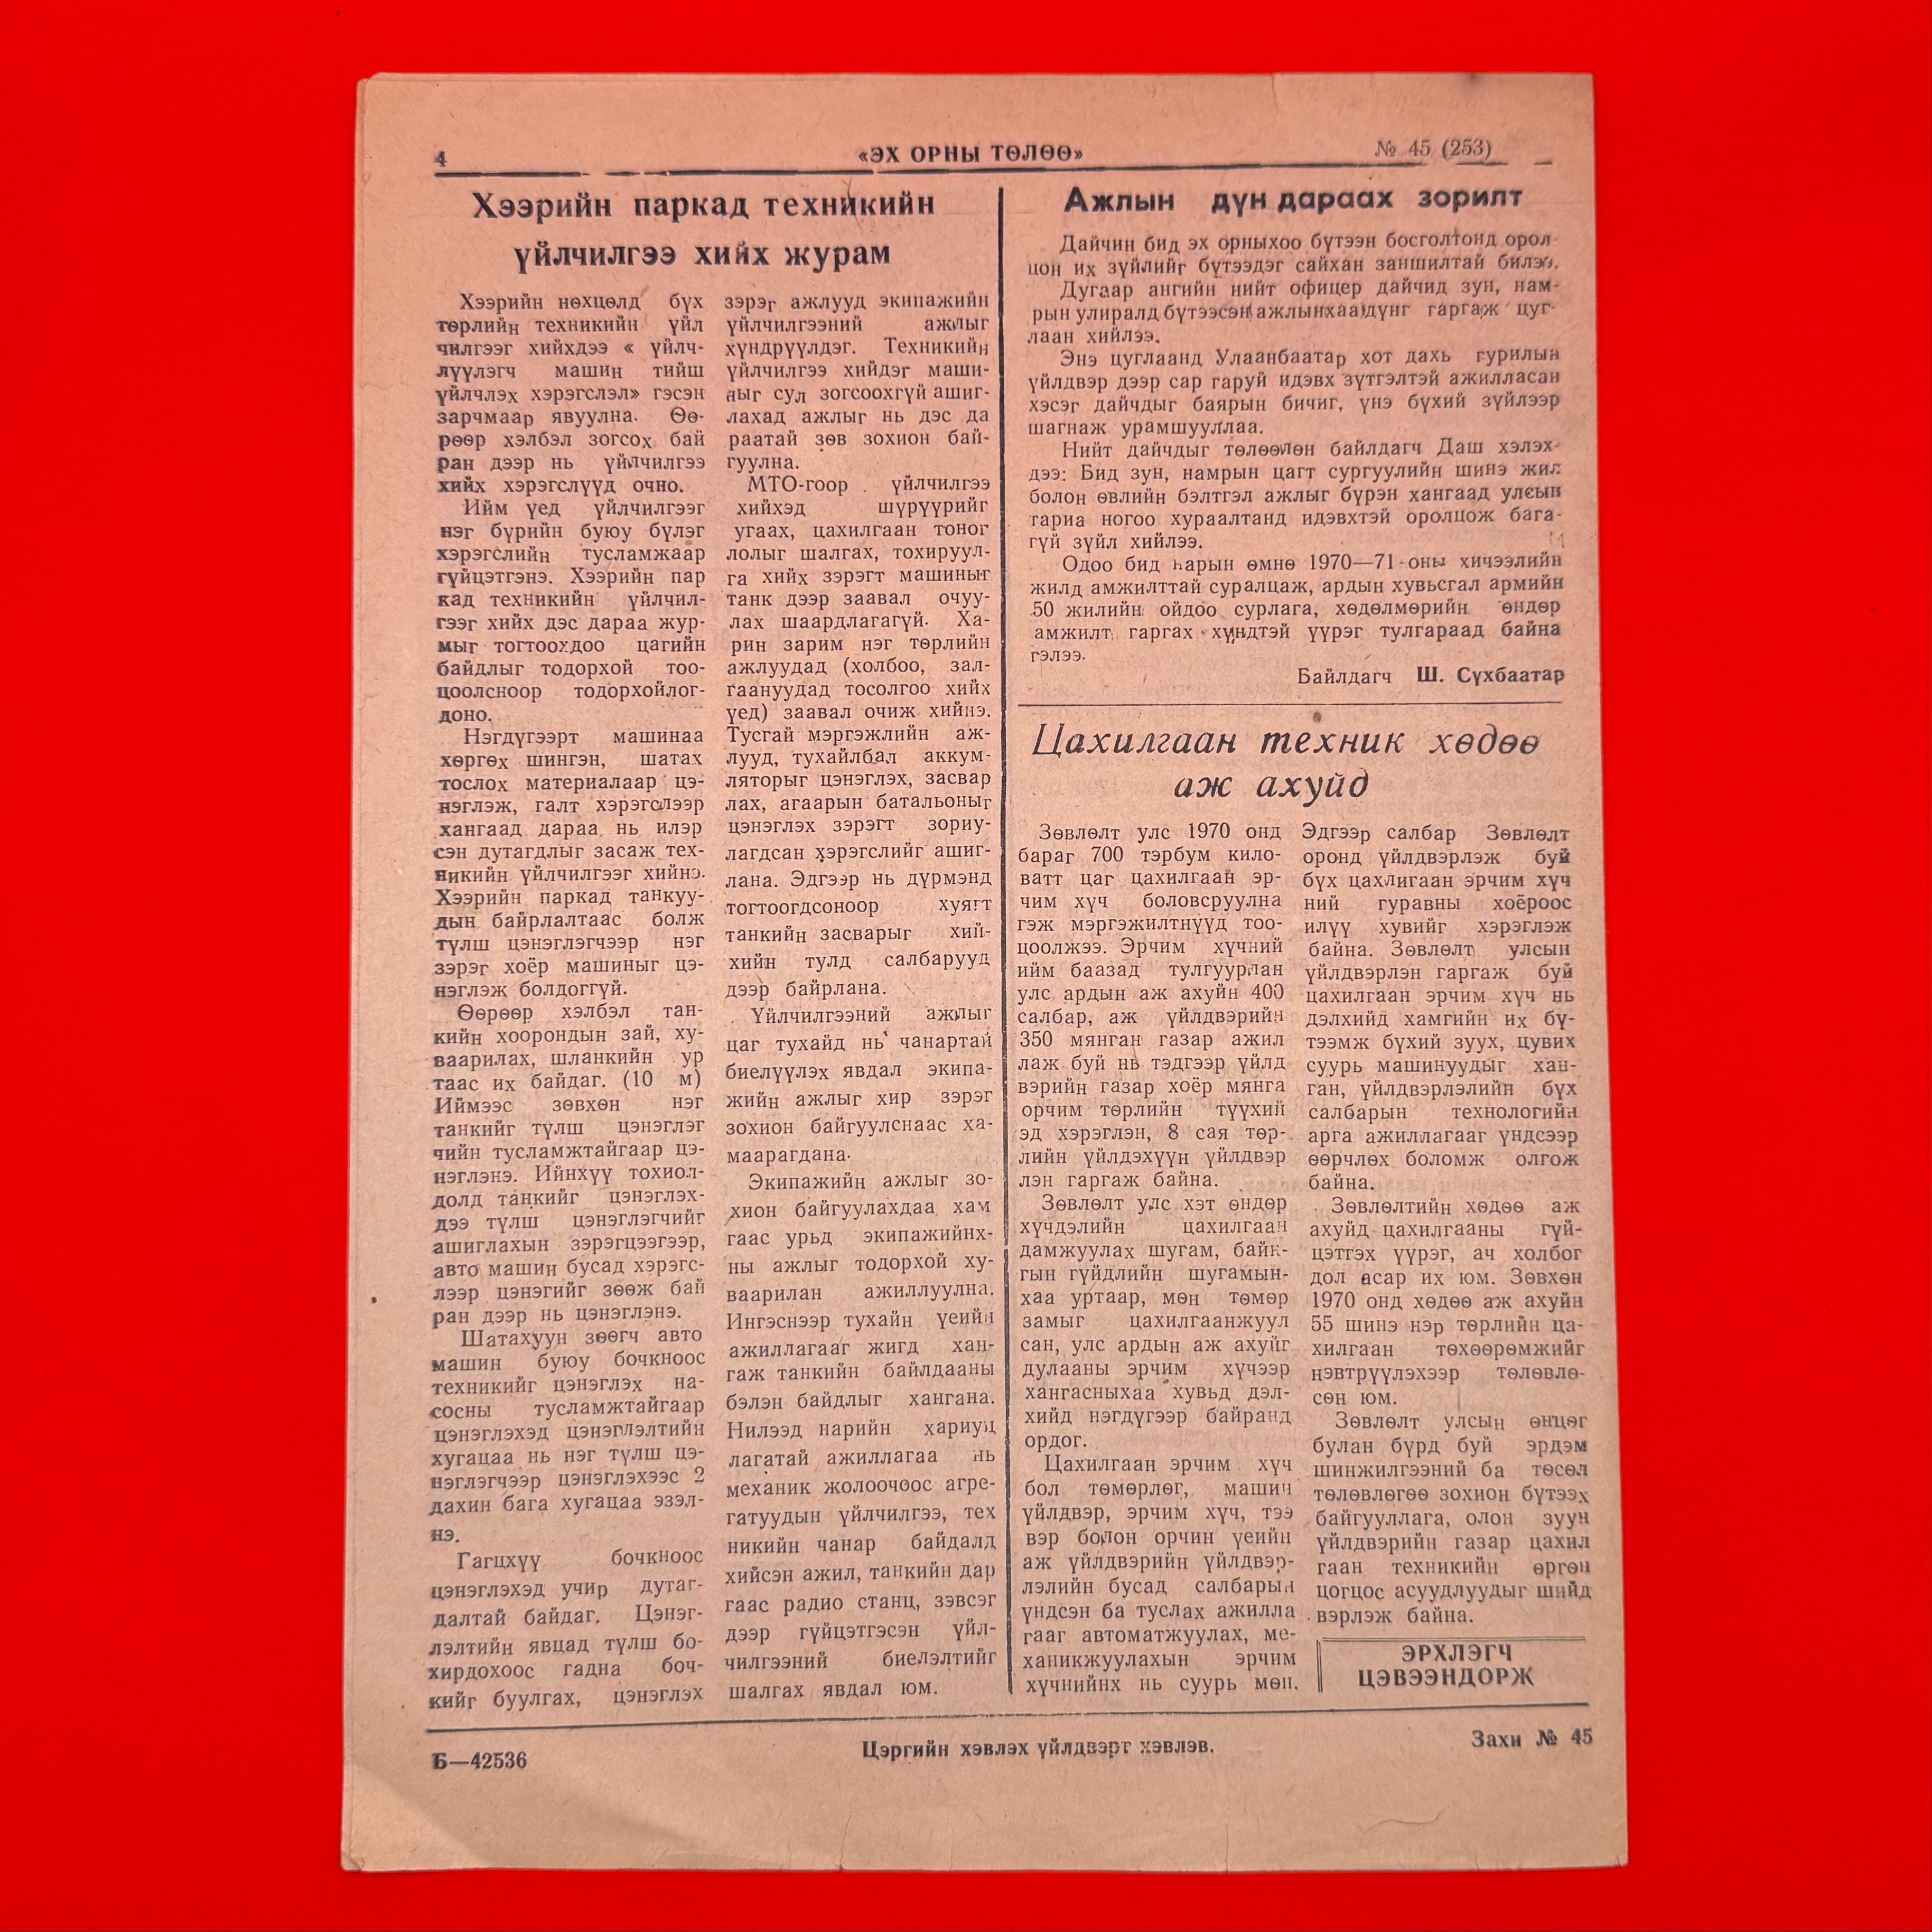 4
«ЭХ ОРНЫ ТӨЛӨӨ»
№ 45 (253)
Хээрийн паркад техникийн
үйлчилгээ хийх журам
Хээрийн нөхцөлд бүх
төрлийн техникийн үйл
чилгээг хийхдээ « үйлч-
лүүлэгч машин тийш
үйлчлэх хэрэгслэл» гэсэн
зарчмаар явуулна. Өө-
рөөр хэлбэл зогсох бай
ран дээр нь үйлчилгээ
хийх хэрэгслүүд очно.
Ийм үед үйлчилгээг
нэг бүрийн буюу бүлэг
хэрэгслийн тусламжаар
гүйцэтгэнэ. Хээрийн пар
кад техникийн үйлчил-
гээг хийх дэс дараа жур-
мыг тогтоохдоо цагийн
байдлыг тодорхой тоо-
цоолсноор тодорхойлог-
доно.
Нэгдүгээрт машинаа
хөргөх шингэн, шатах
тослох материалаар цэ-
нэглэж, галт хэрэгслээр
хангаад дараа нь илэр
сэн дутагдлыг засаж тех-
никийн үйлчилгээг хийнэ.
Хээрийн паркад танкуу-
дын байрлалтаас болж
түлш цэнэглэгчээр нэг
зэрэг хоёр машиныг цэ-
нэглэж болдоггүй.
Өөрөөр хэлбэл тан-
кийн хоорондын зай, ху-
ваарилах, шланкийн ур
таас их байдаг. (10 м)
Иймээс зөвхөн нэг
танкийг түлш цэнэглэг
чийн тусламжтайгаар цэ-
нэглэнэ. Ийнхүү тохиол-
долд танкийг цэнэглэх-
дээ түлш цэнэглэгчийг
ашиглахын зэрэгцээгээр,
авто машин бусад хэрэгс-
лээр цэнэгийг зөөж бай
ран дээр нь цэнэглэнэ.
Шатахуун зөөгч авто
машин буюу бочкноос
техникийг цэнэглэх на-
сосны тусламжтайгаар
цэнэглэхэд цэнэглэлтийн
хугацаа нь нэг түлш цэ-
нэглэгчээр цэнэглэхээс 2
дахин бага хугацаа эзэл-
нэ.
Гагцхүү бочкноос
цэнэглэхэд учир дутаг-
далтай байдаг. Цэнэг-
лэлтийн явцад түлш бо-
хирдохоос гадна боч-
кийг буулгах, цэнэглэх
зэрэг ажлууд экипажийн
үйлчилгээний ажлыг
хүндрүүлдэг. Техникийн
үйлчилгээ хийдэг маши-
ныг сул зогсоохгүй ашиг-
лахад ажлыг нь дэс да
раатай зөв зохион бай-
гуулна.
МТО-гоор үйлчилгээ
хийхэд шүрүүрийг
угаах, цахилгаан тоног
лолыг шалгах, тохируул-
га хийх зэрэгт машиныг
танк дээр заавал очуу-
лах шаардлагагүй. Ха-
рин зарим нэг төрлийн
ажлуудад (холбоо, зал-
гаануудад тосолгоо хийх
үед) заавал очиж хийнэ.
Тусгай мэргэжлийн аж-
лууд, тухайлбал аккум-
ляторыг цэнэглэх, засвар
лах, агаарын батальоныг
цэнэглэх зэрэгт зориу-
лагдсан хэрэгслийг ашиг-
лана. Эдгээр нь дүрмэнд
тогтоогдсоноор хуягт
танкийн засварыг хий-
хийн тулд салбарууд
дээр байрлана.
Үйлчилгээний ажлыг
цаг тухайд нь чанартай
биелүүлэх явдал экипа-
жийн ажлыг хир зэрэг
зохион байгуулснаас ха-
маарагдана.
Экипажийн ажлыг зо-
хион байгуулахдаа хам
гаас урьд экипажийнх-
ны ажлыг тодорхой ху-
ваарилан ажиллуулна.
Ингэснээр тухайн үеийн
ажиллагааг жигд хан-
гаж танкийн байлдааны
бэлэн байдлыг хангана.
Нилээд нарийн хариуц
лагатай ажиллагаа нь
механик жолоочоос агре-
гатуудын үйлчилгээ, тех
никийн чанар байдалд
хийсэн ажил, танкийн дар
гаас радио станц, зэвсэг
дээр гүйцэтгэсэн үйл-
чилгээний биелэлтийг
шалгах явдал юм.
Ажлын дүн дараах зорилт
Дайчин бид эх орныхоо бүтээн босголтонд орол-
цон их зүйлийг бүтээдэг сайхан заншилтай билээ.
Дугаар ангийн нийт офицер дайчид зун, нам-
рын улиралд бүтээсэн ажлынхаа дүнг гаргаж цуг-
лаан хийлээ.
Энэ цуглаанд Улаанбаатар хот дахь гурилын
үйлдвэр дээр сар гаруй идэвх зүтгэлтэй ажилласан
хэсэг дайчдыг баярын бичиг, үнэ бүхий зүйлээр
шагнаж урамшууллаа.
Нийт дайчдыг төлөөлөн байлдагч Даш хэлэх-
дээ: Бид зун, намрын цагт сургуулийн шинэ жил
болон өвлийн бэлтгэл ажлыг бүрэн хангаад улсын
тариа ногоо хураалтанд идэвхтэй оролцож бага-
гүй зүйл хийлээ.
Одоо бид нарын өмнө 1970—71 оны хичээлийн
жилд амжилттай суралцаж, ардын хувьсгал армийн
50 жилийн ойдоо сурлага, хөдөлмөрийн өндөр
амжилт гаргах хүндтэй үүрэг тулгараад байна
гэлээ.
Байлдагч Ш. Сүхбаатар
Цахилгаан техник хөдөө
аж ахуйд
Зөвлөлт улс 1970 онд
бараг 700 тэрбум кило-
ватт цаг цахилгаан эр-
чим хүч боловсруулна
гэж мэргэжилтнүүд тоо-
цоолжээ. Эрчим хүчний
ийм баазад тулгуурлан
улс ардын аж ахуйн 400
салбар, аж үйлдвэрийн
350 мянган газар ажил
лаж буй нь тэдгээр үйлд
вэрийн газар хоёр мянга
орчим төрлийн түүхий
эд хэрэглэн, 8 сая төр-
лийн үйлдэхүүн үйлдвэр
лэн гаргаж байна.
Зөвлөлт улс хэт өндөр
хүчдэлийн цахилгаан
дамжуулах шугам, байн-
гын гүйдлийн шугамын-
хаа уртаар, мөн төмөр
замыг цахилгаанжуул
сан, улс ардын аж ахуйг
дулааны эрчим хүчээр
хангасныхаа хувьд дэл-
хийд нэгдүгээр байранд
ордог.
Цахилгаан эрчим хүч
бол төмөрлөг, машин
үйлдвэр, эрчим хүч, тээ
вэр болон орчин үеийн
аж үйлдвэрийн үйлдвэр-
лэлийн бусад салбарын
үндсэн ба туслах ажилла
гааг автоматжуулах, ме-
ханикжуулахын эрчим
хүчнийнх нь суурь мөн.
Эдгээр салбар Зөвлөлт
оронд үйлдвэрлэж буй
бүх цахлигаан эрчим хүч
ний гуравны хоёроос
илүү хувийг хэрэглэж
байна. Зөвлөлт улсын
үйлдвэрлэн гаргаж буй
цахилгаан эрчим хүч нь
дэлхийд хамгийн их бү-
тээмж бүхий зуух, цувих
суурь машинуудыг хан-
ган, үйлдвэрлэлийн бүх
салбарын технологийн
арга ажиллагааг үндсээр
өөрчлөх боломж олгож
байна.
Зөвлөлтийн хөдөө аж
ахуйд цахилгааны гүй-
цэтгэх үүрэг, ач холбог
дол асар их юм. Зөвхөн
1970 онд хөдөө аж ахуйн
55 шинэ нэр төрлийн ца-
хилгаан төхөөрөмжийг
нэвтрүүлэхээр төлөвлө-
сөн юм.
Зөвлөлт улсын өнцөг
булан бүрд буй эрдэм
шинжилгээний ба төсөл
төлөвлөгөө зохион бүтээх
байгууллага, олон зуун
үйлдвэрийн газар цахил
гаан техникийн өргөн
цогцос асуудлуудыг шийд
вэрлэж байна.
ЭРХЛЭГЧ
ЦЭВЭЭНДОРЖ
Б—42536
Цэргийн хэвлэх үйлдвэрт хэвлэв.
Захи № 45